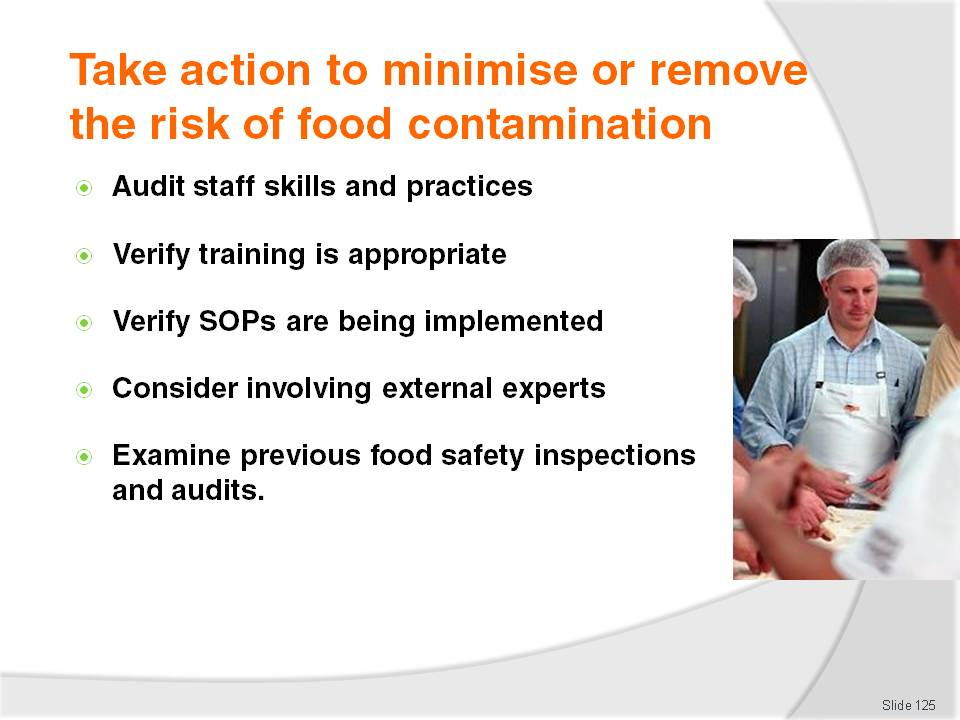 Take action to minimise or remove
the risk of food contamination
Audit staff skills and practices
Verify training is appropriate
Verify SOPs are being implemented
Consider involving external experts
Examine previous food safety inspections
and audits.
Slide 125